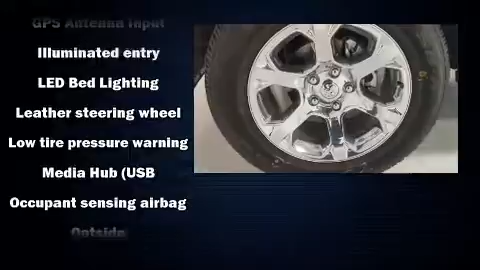 GPS Antenna Input
Illuminated entry
LED Bed Lighting
Leather steering wheel
Low tire pressure warning
Media Hub (USB
Occupant sensing airbag
Outside